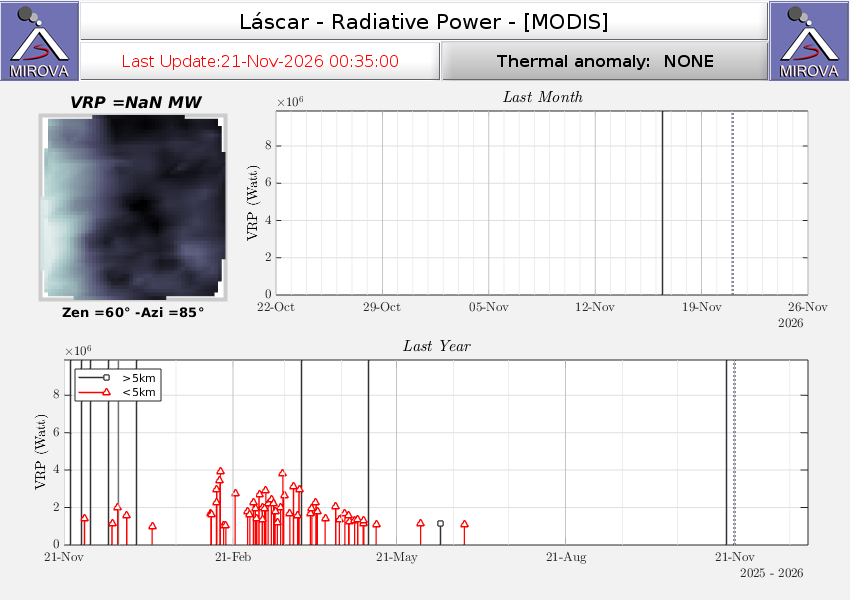 Láscar - Radiative Power - [MODIS]
MIROVA
Last Update:21-Nov-2026 00:35:00
Thermal anomaly: NONE
MIROVA
VRP =NaN MW
Zen =60° -Azi =85°
Last Month
×10⁶
VRP (Watt)
8
6
4
2
0
22-Oct 29-Oct 05-Nov 12-Nov 19-Nov 26-Nov
2026
Last Year
×10⁶
>5km
<5km
VRP (Watt)
8
6
4
2
0
21-Nov 21-Feb 21-May 21-Aug 21-Nov
2025 - 2026